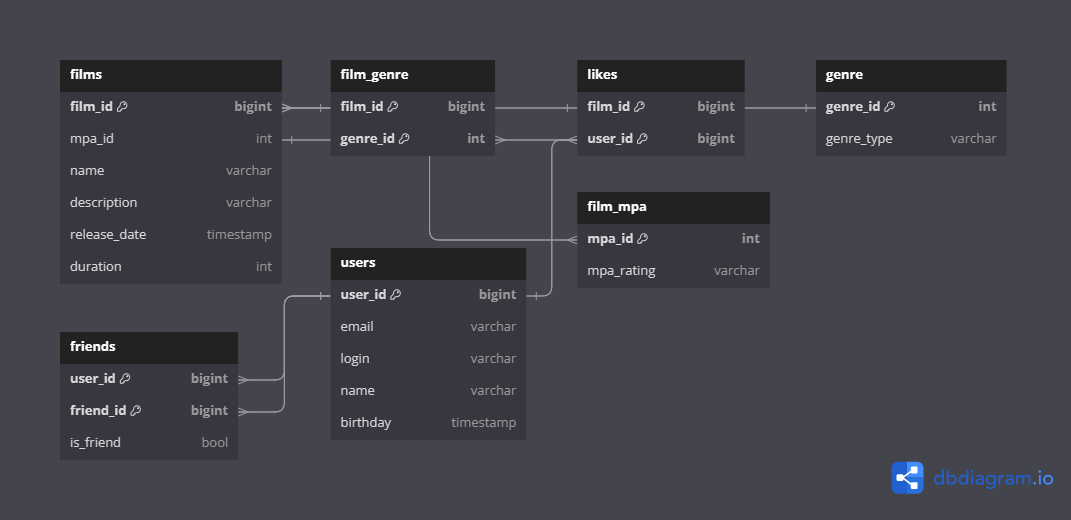 films
film_id bigint
mpa_id int
name varchar
description varchar
release_date timestamp
duration int
film_genre
film_id bigint
genre_id int
likes
film_id bigint
user_id bigint
genre
genre_id int
genre_type varchar
film_mpa
mpa_id int
mpa_rating varchar
users
user_id bigint
email varchar
login varchar
name varchar
birthday timestamp
friends
user_id bigint
friend_id bigint
is_friend bool
dbdiagram.io